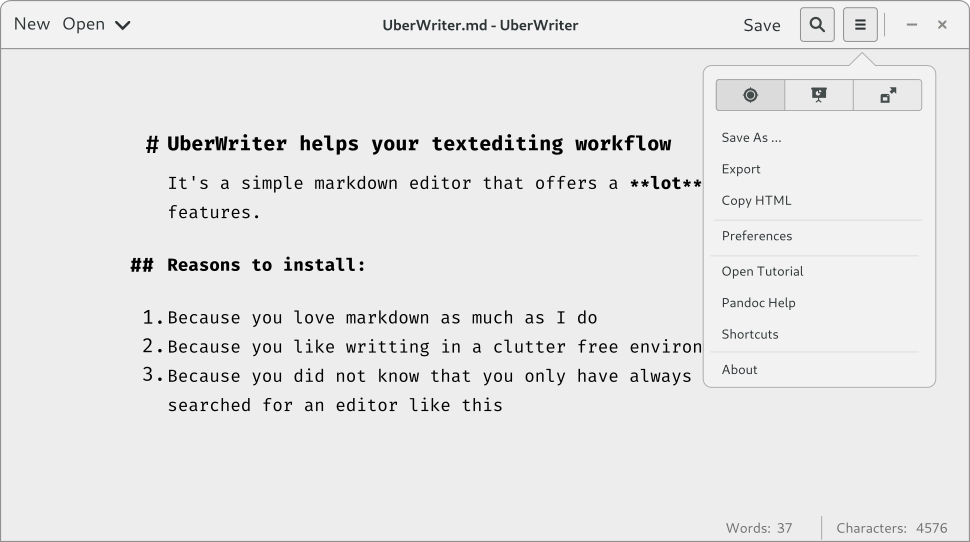 New Open UberWriter.md - UberWriter Save
# UberWriter helps your textediting workflow
It's a simple markdown editor that offers a **lot**
features.
## Reasons to install:
1. Because you love markdown as much as I do
2. Because you like writting in a clutter free environ
3. Because you did not know that you only have always
searched for an editor like this
Save As ...
Export
Copy HTML
Preferences
Open Tutorial
Pandoc Help
Shortcuts
About
Words: 37 Characters: 4576